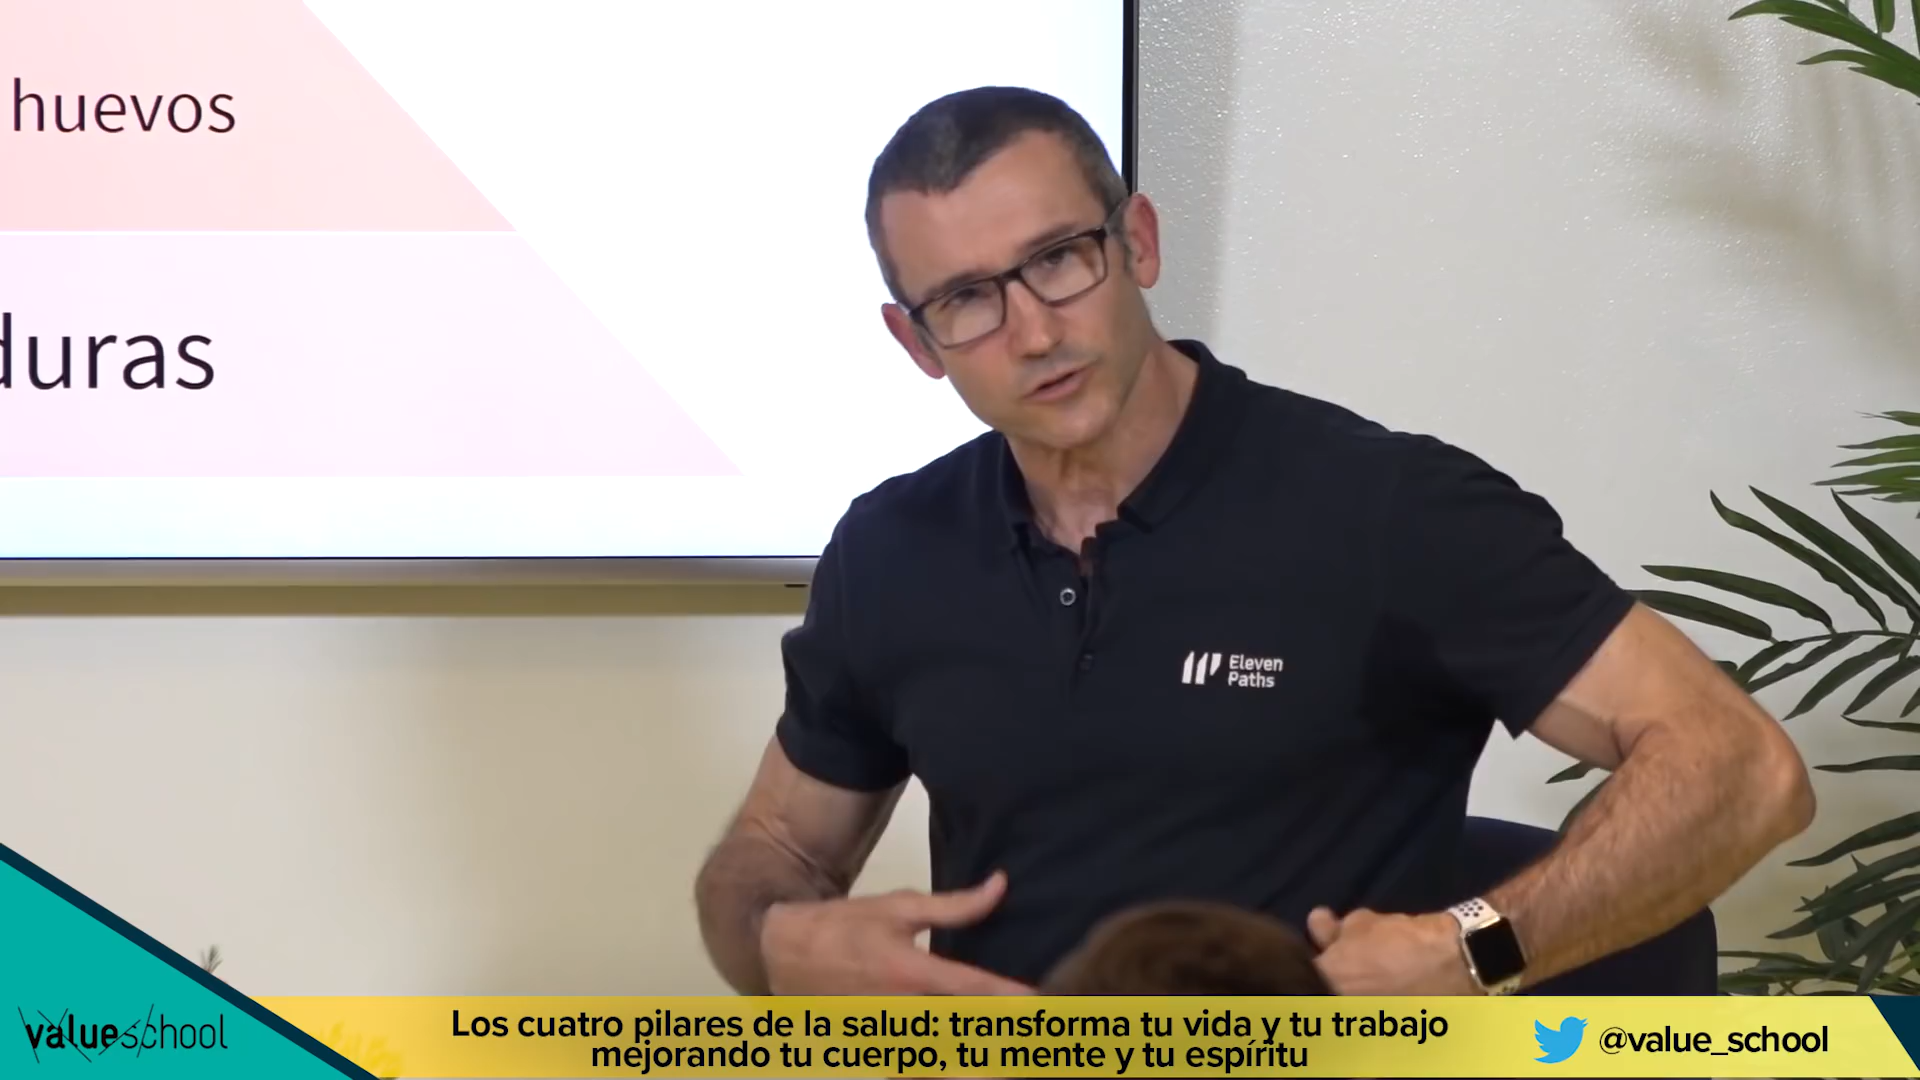 huevos
duras
Eleven
Paths
valueschool
Los cuatro pilares de la salud: transforma tu vida y tu trabajo
mejorando tu cuerpo, tu mente y tu espíritu
@value_school